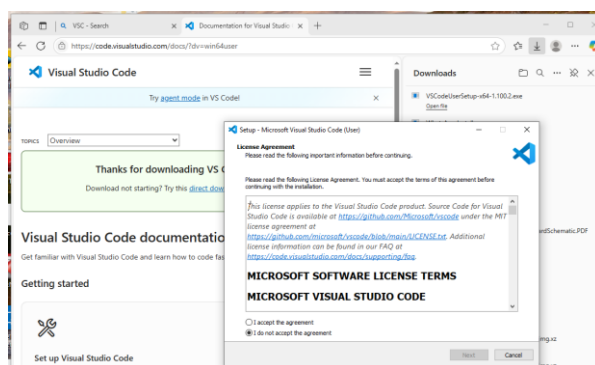 VSC - Search
Documentation for Visual Studio
https://code.visualstudio.com/docs/?dv=win64user
Visual Studio Code
Try agent mode in VS Code!
TOPICS Overview
Thanks for downloading VS C
Download not starting? Try this direct dow
Visual Studio Code documentatio
Get familiar with Visual Studio Code and learn how to code fas
Getting started
Set up Visual Studio Code
Downloads
VSCodeUserSetup-x64-1.100.2.exe
Open file
rdSchematic.PDF
mg.xz
Setup - Microsoft Visual Studio Code (User)
License Agreement
Please read the following important information before continuing.
Please read the following License Agreement. You must accept the terms of this agreement before
continuing with the installation.
This license applies to the Visual Studio Code product. Source Code for Visual
Studio Code is available at https://github.com/Microsoft/vscode under the MIT
license agreement at
https://github.com/microsoft/vscode/blob/main/LICENSE.txt. Additional
license information can be found in our FAQ at
https://code.visualstudio.com/docs/supporting/faq.
MICROSOFT SOFTWARE LICENSE TERMS
MICROSOFT VISUAL STUDIO CODE
I accept the agreement
I do not accept the agreement
Next
Cancel